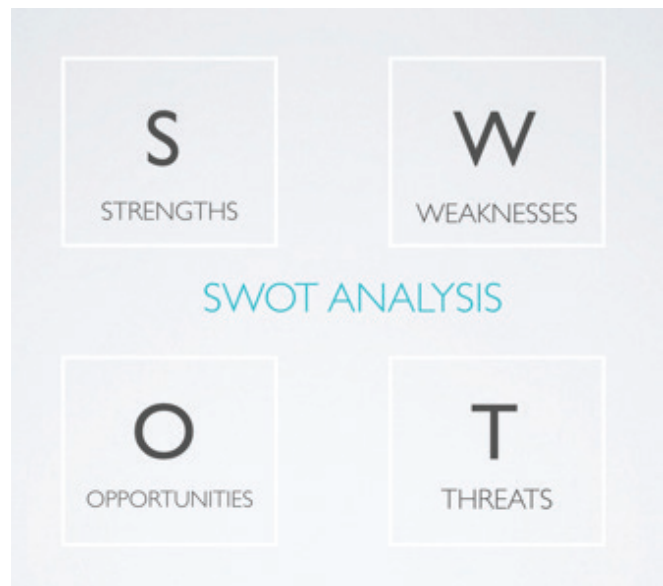 S
STRENGTHS
W
WEAKNESSES
SWOT ANALYSIS
O
OPPORTUNITIES
T
THREATS